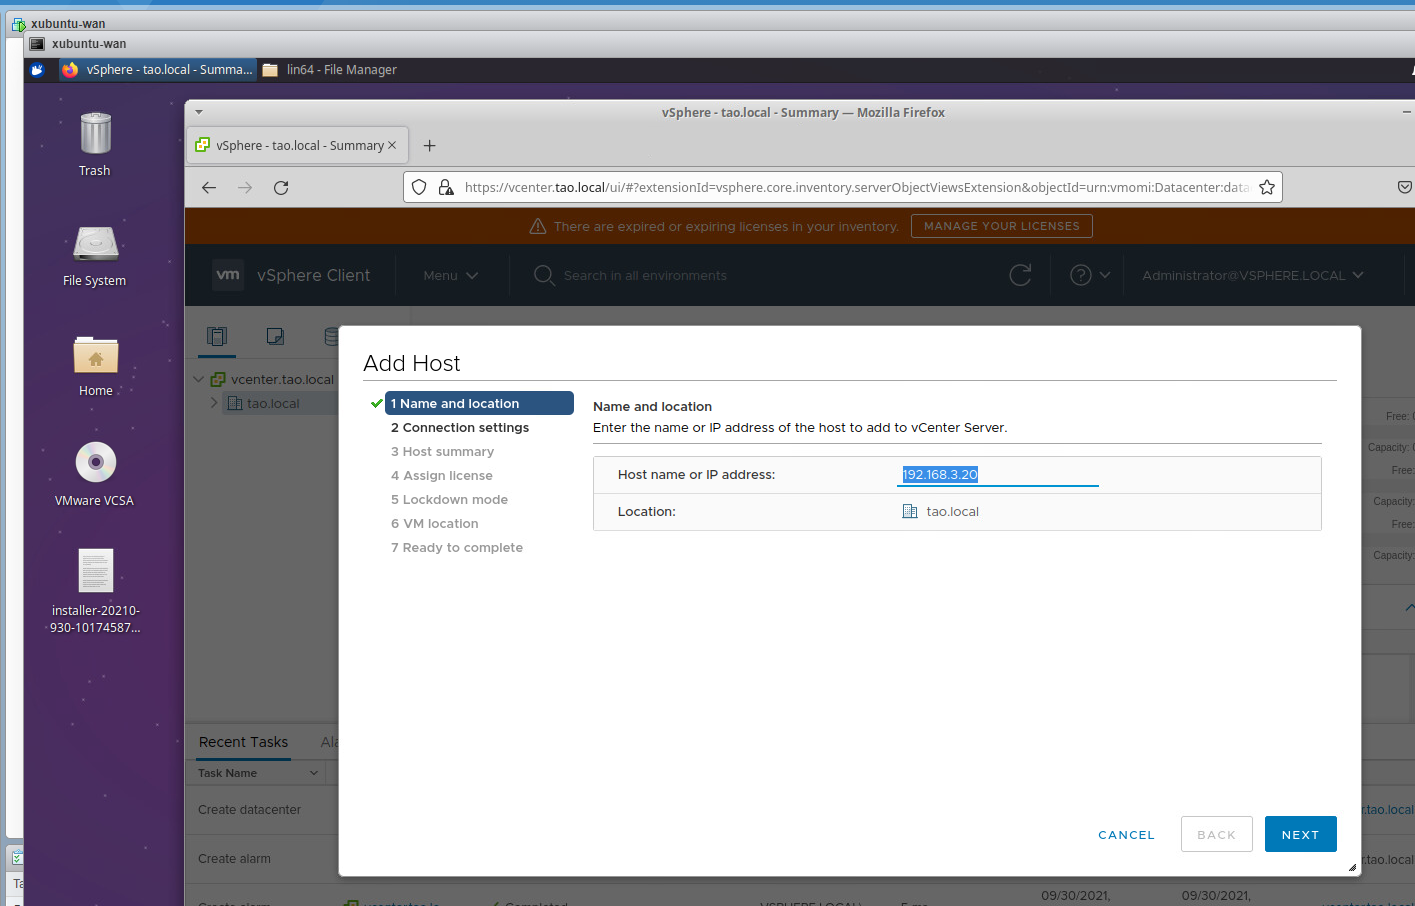 xubuntu-wan
xubuntu-wan
vSphere - tao.local - Summa...
lin64 - File Manager
vSphere - tao.local - Summary — Mozilla Firefox
vSphere - tao.local - Summary
https://vcenter.tao.local/ui/#?extensionId=vsphere.core.inventory.serverObjectViewsExtension&objectId=urn:vmomi:Datacenter:data
There are expired or expiring licenses in your inventory.
MANAGE YOUR LICENSES
vm
vSphere Client
Menu
Search in all environments
Administrator@VSPHERE.LOCAL
Trash
File System
Home
VMware VCSA
installer-20210-
930-10174587...
vcenter.tao.local
tao.local
Add Host
1 Name and location
2 Connection settings
3 Host summary
4 Assign license
5 Lockdown mode
6 VM location
7 Ready to complete
Name and location
Enter the name or IP address of the host to add to vCenter Server.
Host name or IP address:
192.168.3.20
Location:
tao.local
CANCEL
BACK
NEXT
Free:
Capacity:
Free:
Capacity:
Free:
Capacity:
Recent Tasks
Task Name
Create datacenter
r.tao.local
Create alarm
r.tao.local
09/30/2021,
09/30/2021,
Create alarm
Completed